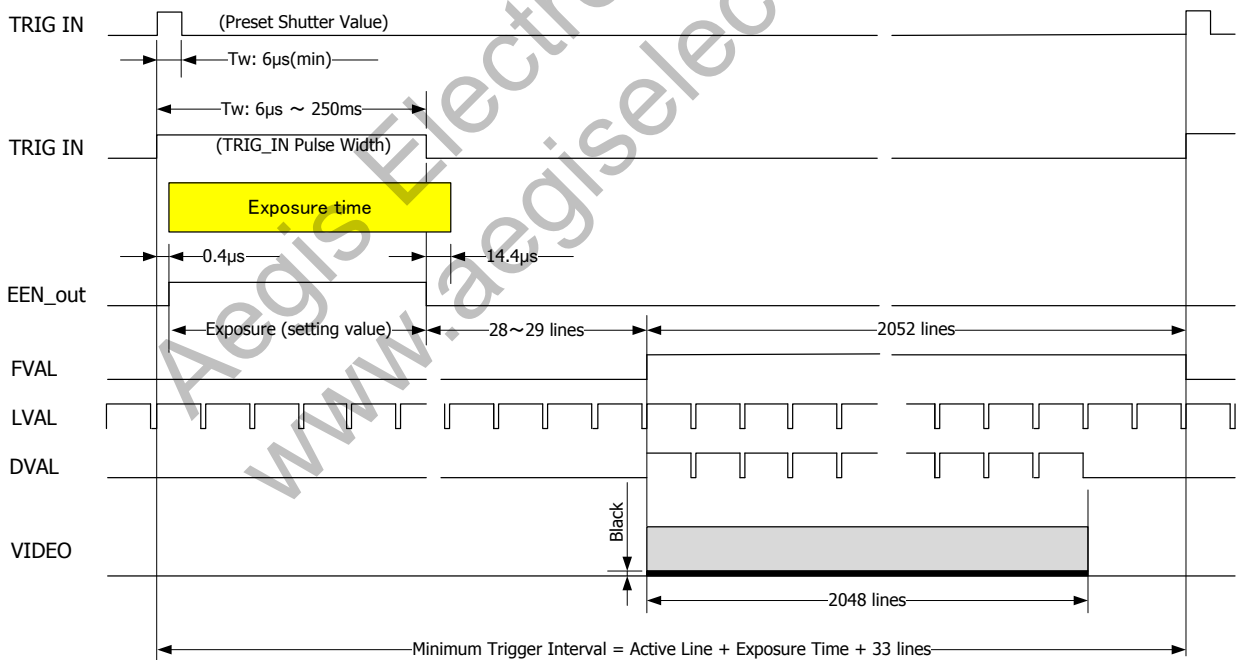 TRIG IN
(Preset Shutter Value)
Tw: 6μs(min)
Tw: 6μs ~ 250ms
TRIG IN
(TRIG_IN Pulse Width)
Exposure time
0.4μs
14.4μs
EEN_out
Exposure (setting value)
28~29 lines
2052 lines
FVAL
LVAL
DVAL
Black
VIDEO
2048 lines
Minimum Trigger Interval = Active Line + Exposure Time + 33 lines
Aegis Electro
www.aegiselec